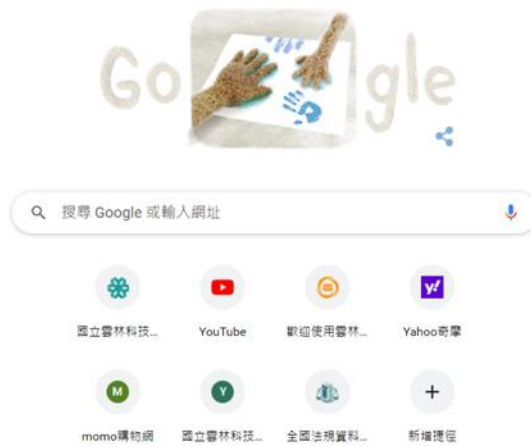 Google
搜尋 Google 或輸入網址
國立雲林科技... YouTube 歡迎使用雲林... Yahoo奇摩
momo購物網 國立雲林科技... 全國法規資料... 新增捷徑
y!
M
Y